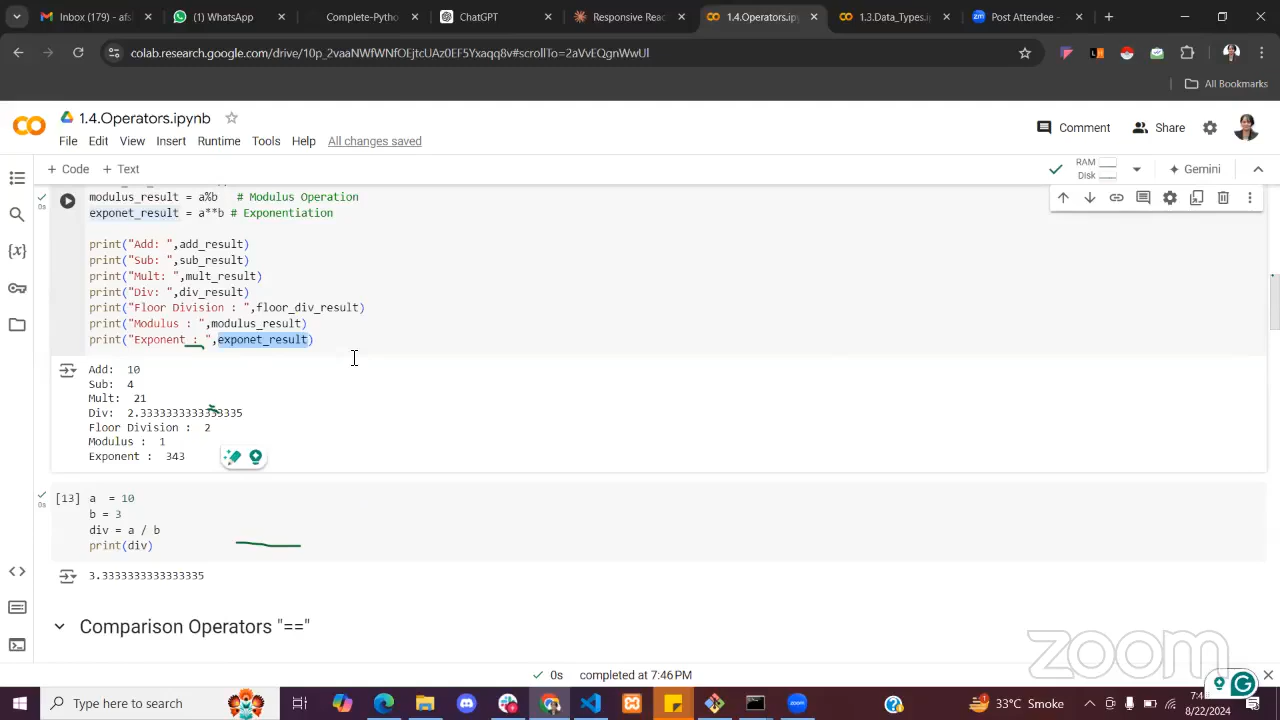 Inbox (179) - afs
(1) WhatsApp
Complete-Pytho
ChatGPT
Responsive Reac
1.4.Operators.ip
1.3.Data_Types.i
Post Attendee -
colab.research.google.com/drive/10p_2vaaNWfWNfOEjtcUAz0EF5Yxaqq8v#scrollTo=2aVvEQgnWwUl
All Bookmarks
1.4.Operators.ipynb
File Edit View Insert Runtime Tools Help All changes saved
Comment Share
+ Code + Text
RAM
Disk
Gemini
modulus_result = a%b # Modulus Operation
exponet_result = a**b # Exponentiation
print("Add: ",add_result)
print("Sub: ",sub_result)
print("Mult: ",mult_result)
print("Div: ",div_result)
print("Floor Division : ",floor_div_result)
print("Modulus : ",modulus_result)
print("Exponent : ",exponet_result)
Add: 10
Sub: 4
Mult: 21
Div: 2.3333333333333335
Floor Division : 2
Modulus : 1
Exponent : 343
[13] a = 10
b = 3
div = a / b
print(div)
3.3333333333333335
Comparison Operators "=="
zoom
0s completed at 7:46 PM
Type here to search
33°C Smoke
8/22/2024